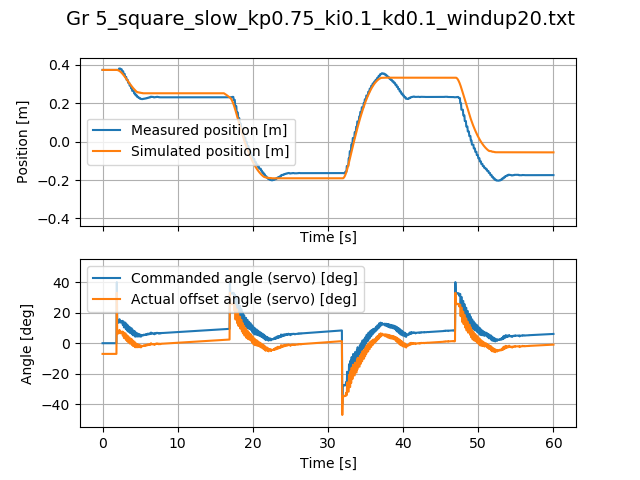 Gr 5_square_slow_kp0.75_ki0.1_kd0.1_windup20.txt
Position [m]
0.4
0.2
0.0
−0.2
−0.4
Measured position [m]
Simulated position [m]
Time [s]
Angle [deg]
40
20
0
−20
−40
Commanded angle (servo) [deg]
Actual offset angle (servo) [deg]
0 10 20 30 40 50 60
Time [s]